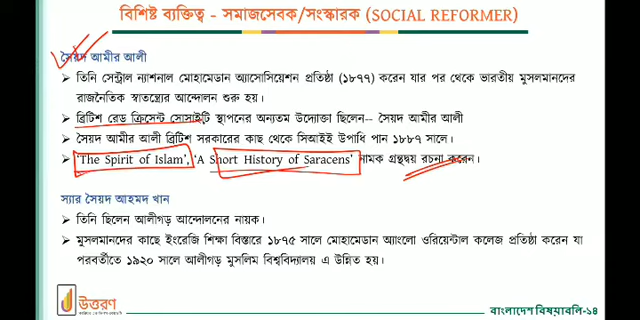 বিশিষ্ট ব্যক্তিত্ব - সমাজসেবক/সংস্কারক (SOCIAL REFORMER)
সৈয়দ আমীর আলী
তিনি সেন্ট্রাল ন্যাশনাল মোহামেডান অ্যাসোসিয়েশন প্রতিষ্ঠা (১৮৭৭) করেন যার পর থেকে ভারতীয় মুসলমানদের
রাজনৈতিক স্বাতন্ত্র্যের আন্দোলন শুরু হয়।
ব্রিটিশ রেড ক্রিসেন্ট সোসাইটি স্থাপনের অন্যতম উদ্যোক্তা ছিলেন-- সৈয়দ আমীর আলী
সৈয়দ আমীর আলী ব্রিটিশ সরকারের কাছ থেকে সিআইই উপাধি পান ১৮৮৭ সালে।
'The Spirit of Islam', 'A Short History of Saracens' নামক গ্রন্থদ্বয় রচনা করেন।
স্যার সৈয়দ আহমদ খান
তিনি ছিলেন আলীগড় আন্দোলনের নায়ক।
মুসলমানদের কাছে ইংরেজি শিক্ষা বিস্তারে ১৮৭৫ সালে মোহামেডান অ্যাংলো ওরিয়েন্টাল কলেজ প্রতিষ্ঠা করেন যা
পরবর্তীতে ১৯২০ সালে আলীগড় মুসলিম বিশ্ববিদ্যালয় এ উন্নিত হয়।
উত্তরণ
বাংলাদেশ বিষয়াবলি-১৪